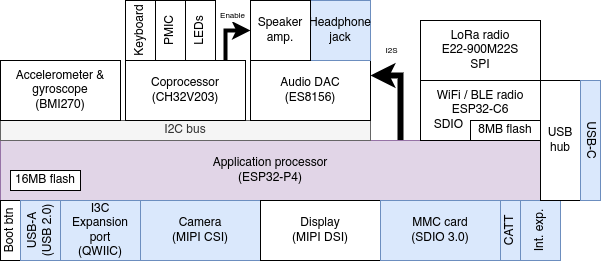 Keyboard
PMIC
LEDs
Enable
Speaker
amp.
Headphone
jack
I2S
LoRa radio
E22-900M22S
SPI
Accelerometer &
gyroscope
(BMI270)
Coprocessor
(CH32V203)
Audio DAC
(ES8156)
WiFi / BLE radio
ESP32-C6
SDIO
8MB flash
USB
hub
USB-C
I2C bus
Application processor
(ESP32-P4)
16MB flash
Boot btn
USB-A
(USB 2.0)
I3C
Expansion
port
(QWIIC)
Camera
(MIPI CSI)
Display
(MIPI DSI)
MMC card
(SDIO 3.0)
CATT
Int. exp.